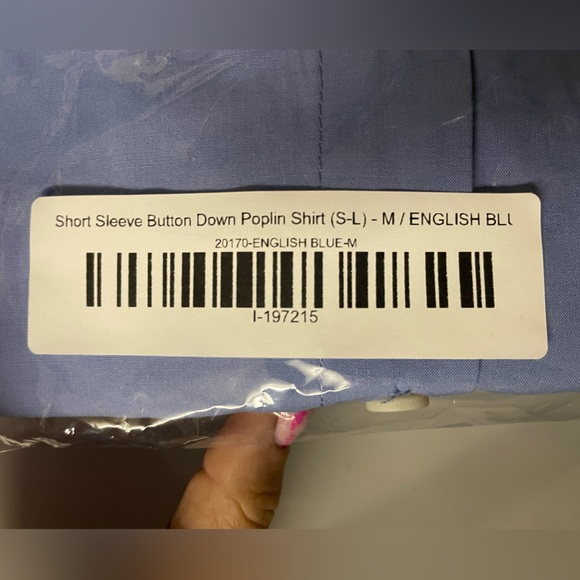 Short Sleeve Button Down Poplin Shirt (S-L) - M / ENGLISH BLU
20170-ENGLISH BLUE-M
I-197215